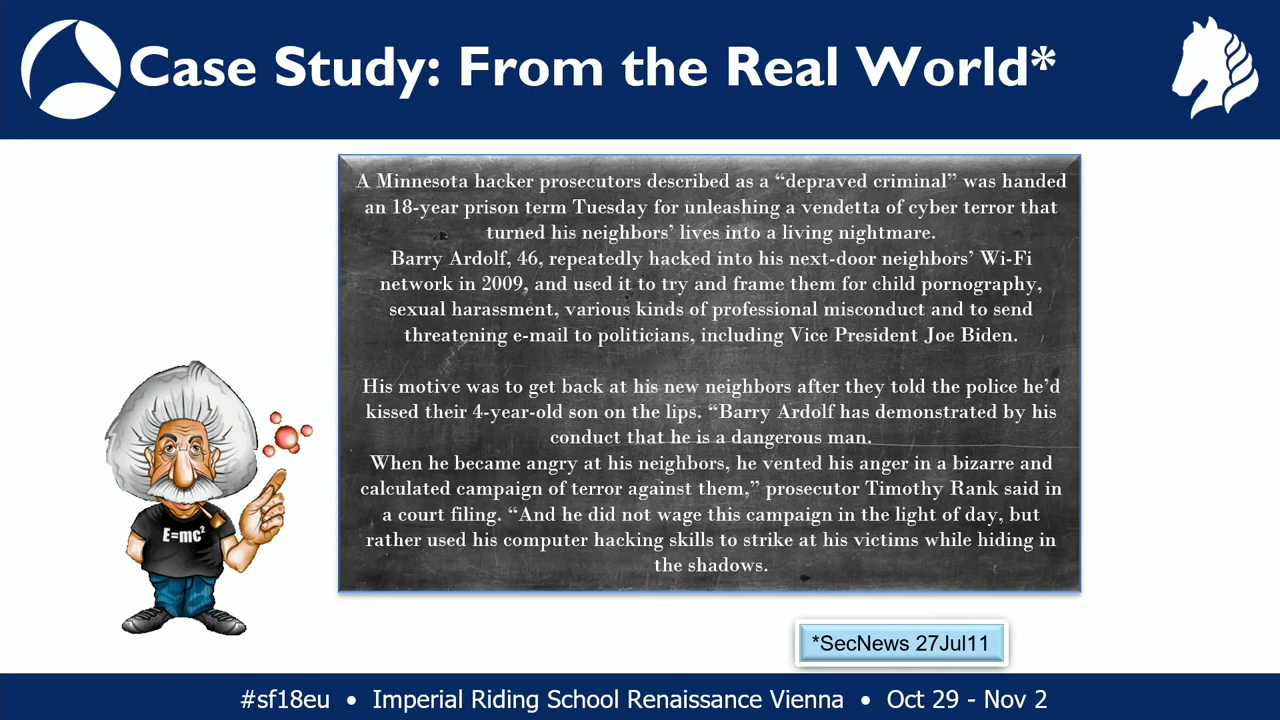 Case Study: From the Real World*
A Minnesota hacker prosecutors described as a “depraved criminal” was handed
an 18-year prison term Tuesday for unleashing a vendetta of cyber terror that
turned his neighbors’ lives into a living nightmare.
Barry Ardolf, 46, repeatedly hacked into his next-door neighbors’ Wi-Fi
network in 2009, and used it to try and frame them for child pornography,
sexual harassment, various kinds of professional misconduct and to send
threatening e-mail to politicians, including Vice President Joe Biden.
His motive was to get back at his new neighbors after they told the police he’d
kissed their 4-year-old son on the lips. “Barry Ardolf has demonstrated by his
conduct that he is a dangerous man.
When he became angry at his neighbors, he vented his anger in a bizarre and
calculated campaign of terror against them,” prosecutor Timothy Rank said in
a court filing. “And he did not wage this campaign in the light of day, but
rather used his computer hacking skills to strike at his victims while hiding in
the shadows.
E=mc²
*SecNews 27Jul11
#sf18eu • Imperial Riding School Renaissance Vienna • Oct 29 - Nov 2